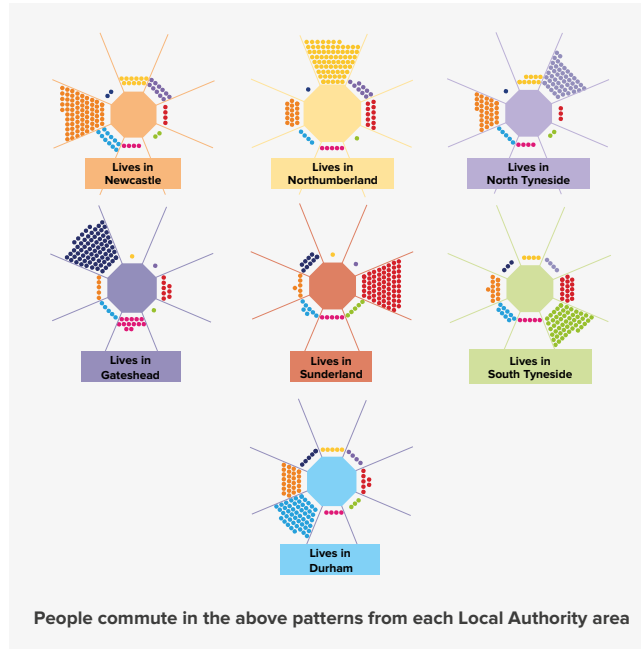 Lives in
Newcastle
Lives in
Northumberland
Lives in
North Tyneside
Lives in
Gateshead
Lives in
Sunderland
Lives in
South Tyneside
Lives in
Durham
People commute in the above patterns from each Local Authority area